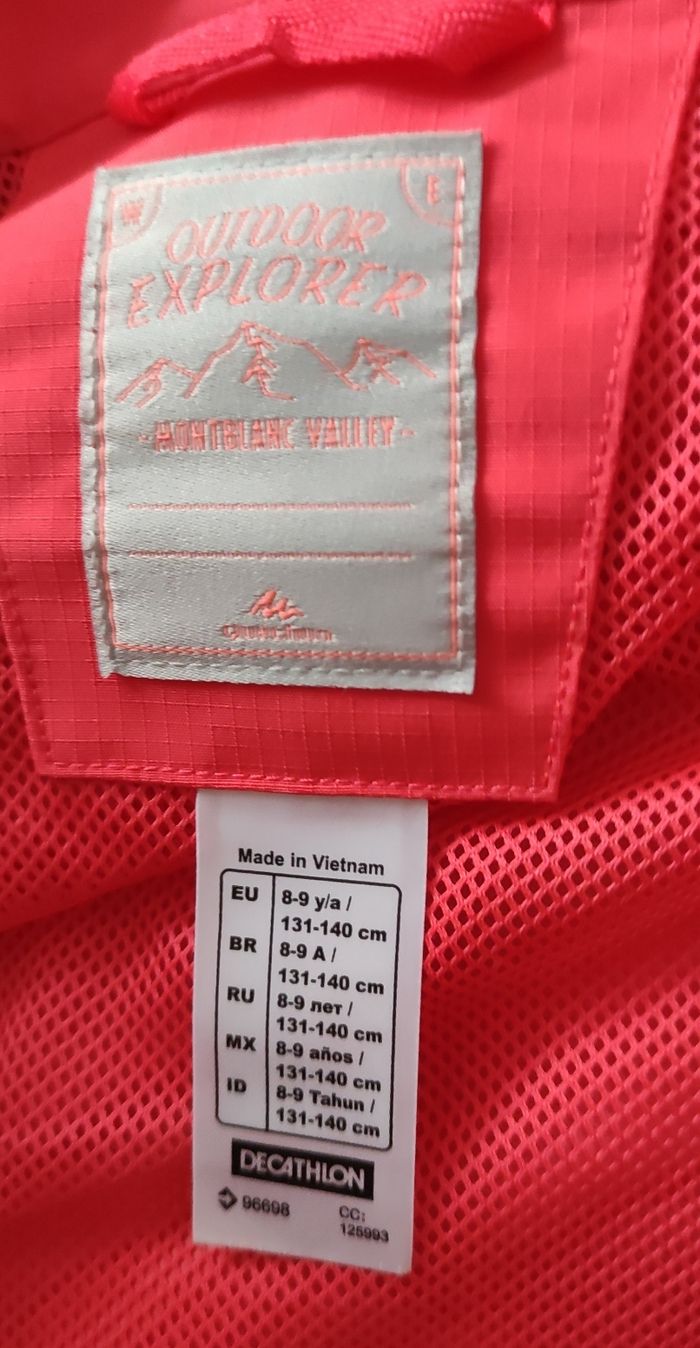 W E
OUTDOOR
EXPLORER
-MONTBLANC VALLEY-
Made in Vietnam
EU 8-9 y/a /
131-140 cm
BR 8-9 A /
131-140 cm
RU 8-9 лет /
131-140 cm
MX 8-9 años /
131-140 cm
ID 8-9 Tahun /
131-140 cm
DECATHLON
96698 CC:
125993